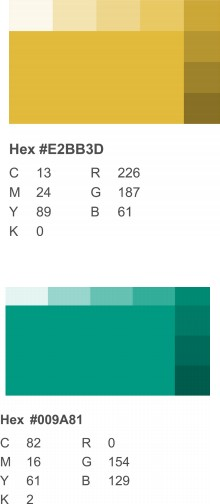 Hex #E2BB3D
C 13 R 226
M 24 G 187
Y 89 B 61
K 0
Hex #009A81
C 82 R 0
M 16 G 154
Y 61 B 129
K 2